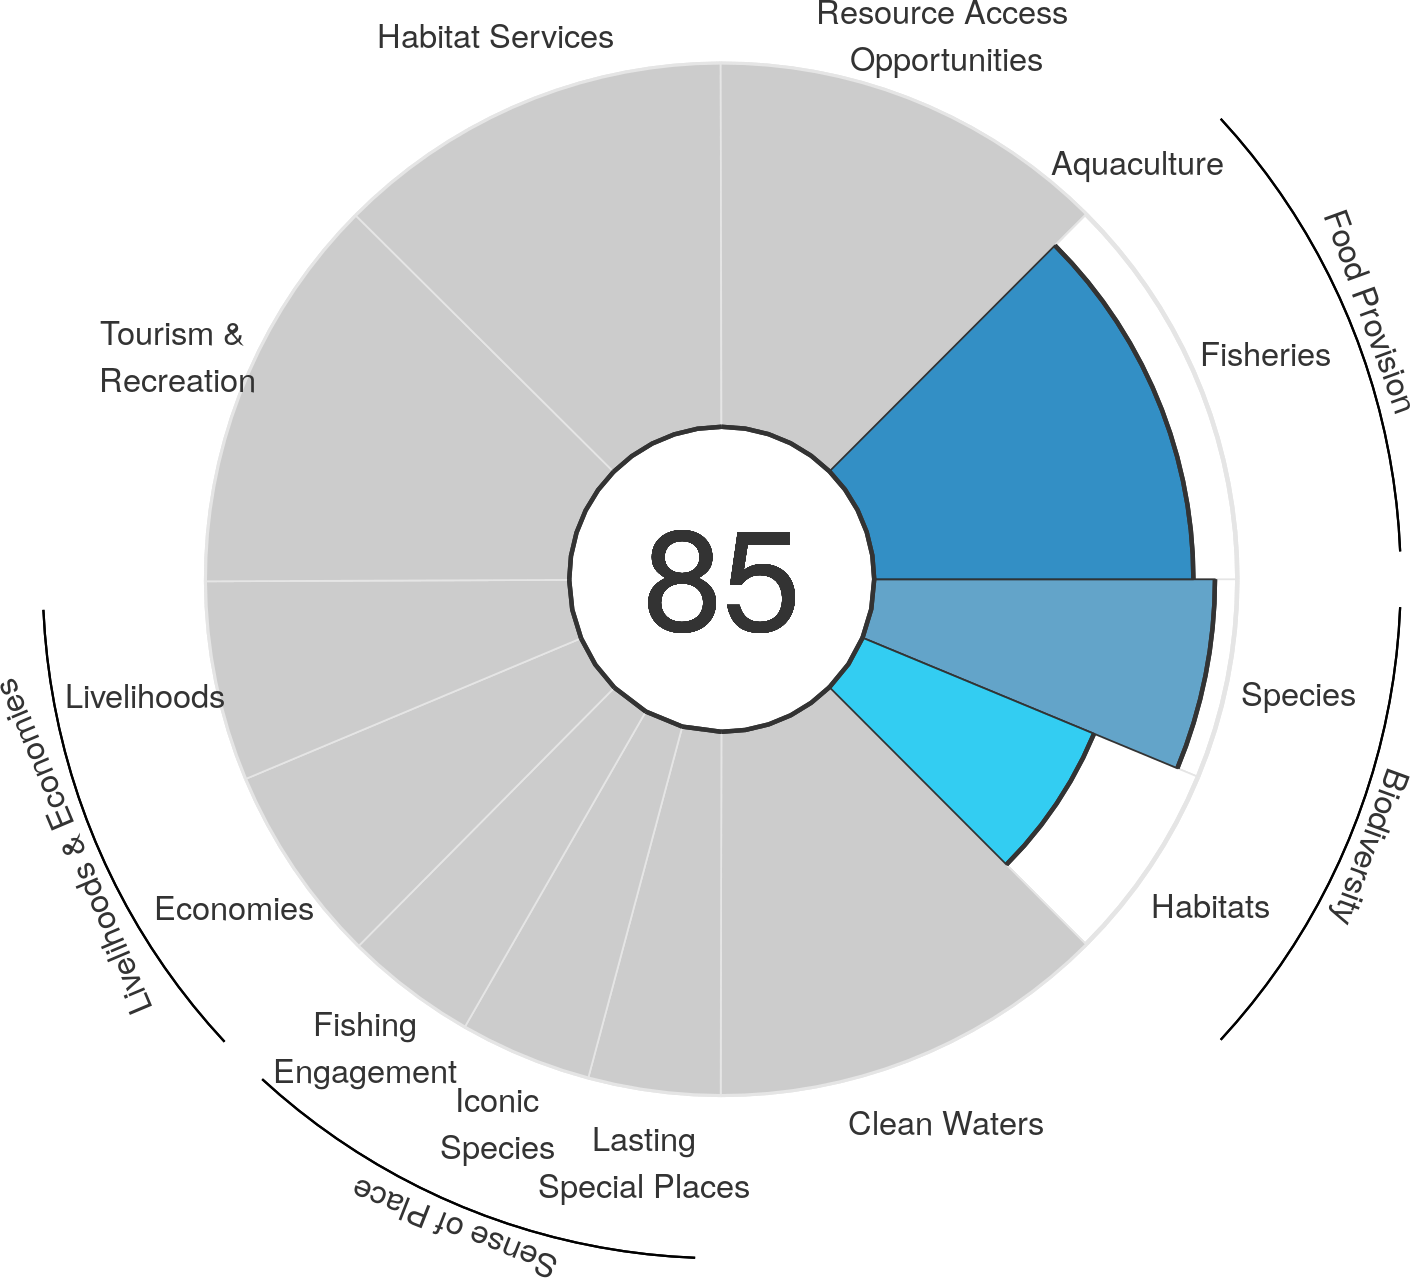 Resource Access
Opportunities
Habitat Services
Aquaculture
Food Provision
Fisheries
Tourism &
Recreation
85
Species
Livelihoods
Livelihoods & Economies
Biodiversity
Habitats
Economies
Fishing
Engagement
Iconic
Species
Lasting
Special Places
Clean Waters
Sense of Place